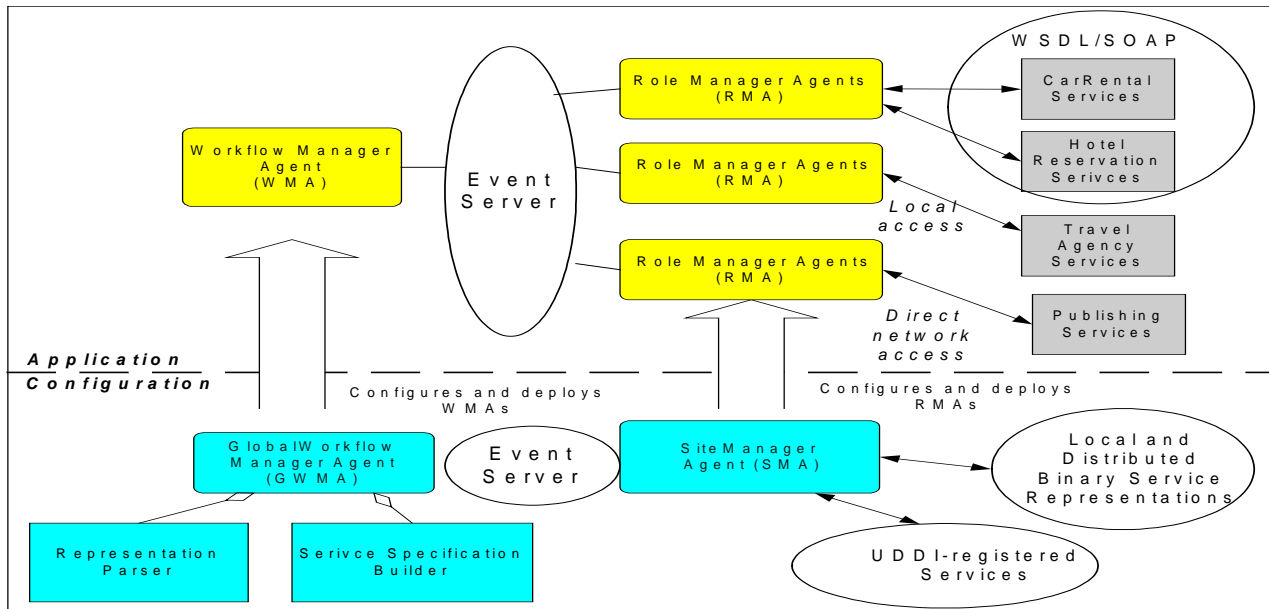 WSDL/SOAP
Role Manager Agents
(RMA)
CarRental
Services
Workflow Manager
Agent
(WMA)
Event
Server
Role Manager Agents
(RMA)
Hotel
Reservation
Serivces
Local
access
Travel
Agency
Services
Role Manager Agents
(RMA)
Direct
network
access
Publishing
Services
Application
Configuration
Configures and deploys
WMAs
Configures and deploys
RMAs
GlobalWorkflow
Manager Agent
(GWMA)
Event
Server
SiteManager
Agent (SMA)
Local and
Distributed
Binary Service
Representations
Representation
Parser
Serivce Specification
Builder
UDDI-registered
Services